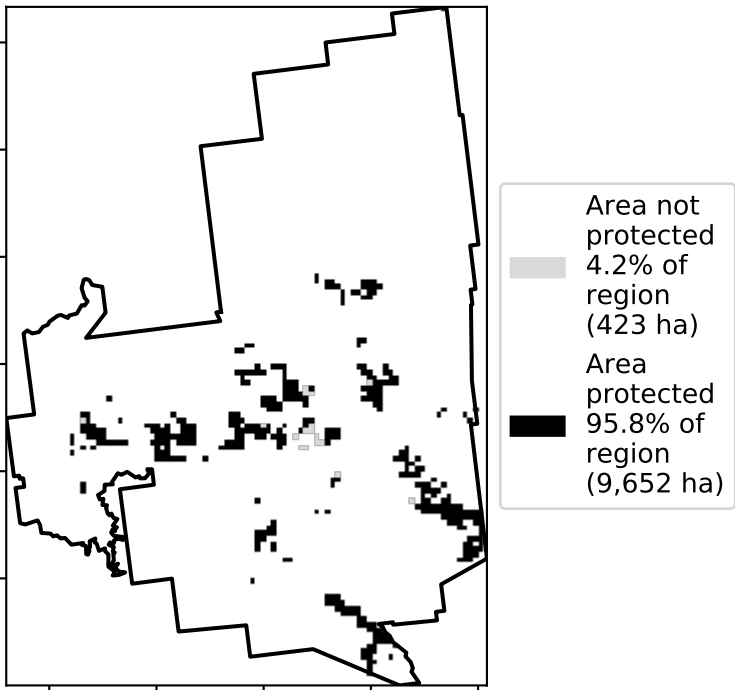 Area not
protected
4.2% of
region
(423 ha)
Area
protected
95.8% of
region
(9,652 ha)